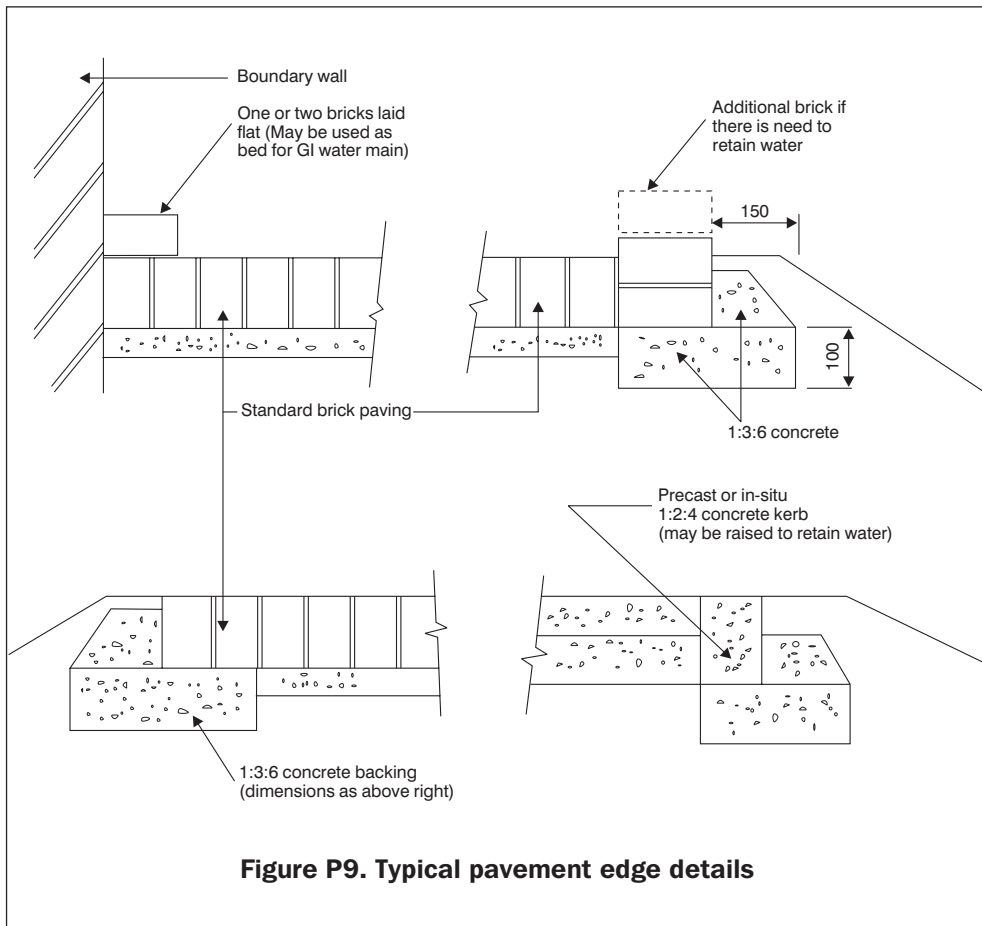 Boundary wall
One or two bricks laid
flat (May be used as
bed for GI water main)
Additional brick if
there is need to
retain water
150
100
Standard brick paving
1:3:6 concrete
Precast or in-situ
1:2:4 concrete kerb
(may be raised to retain water)
1:3:6 concrete backing
(dimensions as above right)
Figure P9. Typical pavement edge details